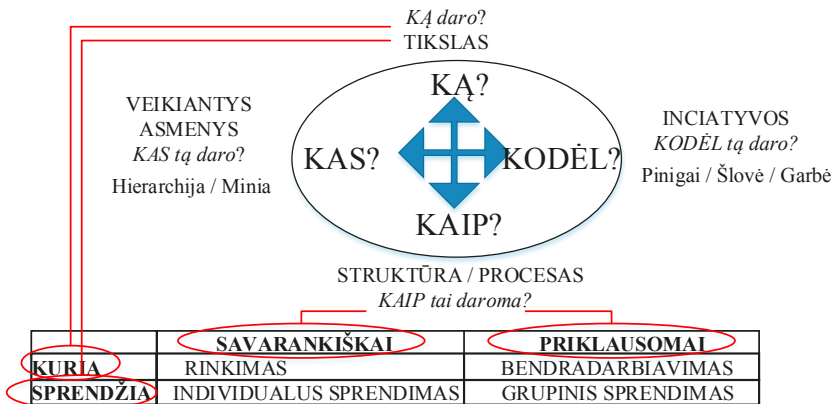 KĄ daro?
TIKSLAS
KĄ?
VEIKIANTYS
ASMENYS
KAS tą daro?
Hierarchija / Minia
KAS?
KODĖL?
INCIATYVOS
KODĖL tą daro?
Pinigai / Šlovė / Garbė
KAIP?
STRUKTŪRA / PROCESAS
KAIP tai daroma?
SAVARANKIŠKAI PRIKLAUSOMAI
KURIA RINKIMAS BENDRADARBIAVIMAS
SPRENDŽIA INDIVIDUALUS SPRENDIMAS GRUPINIS SPRENDIMAS